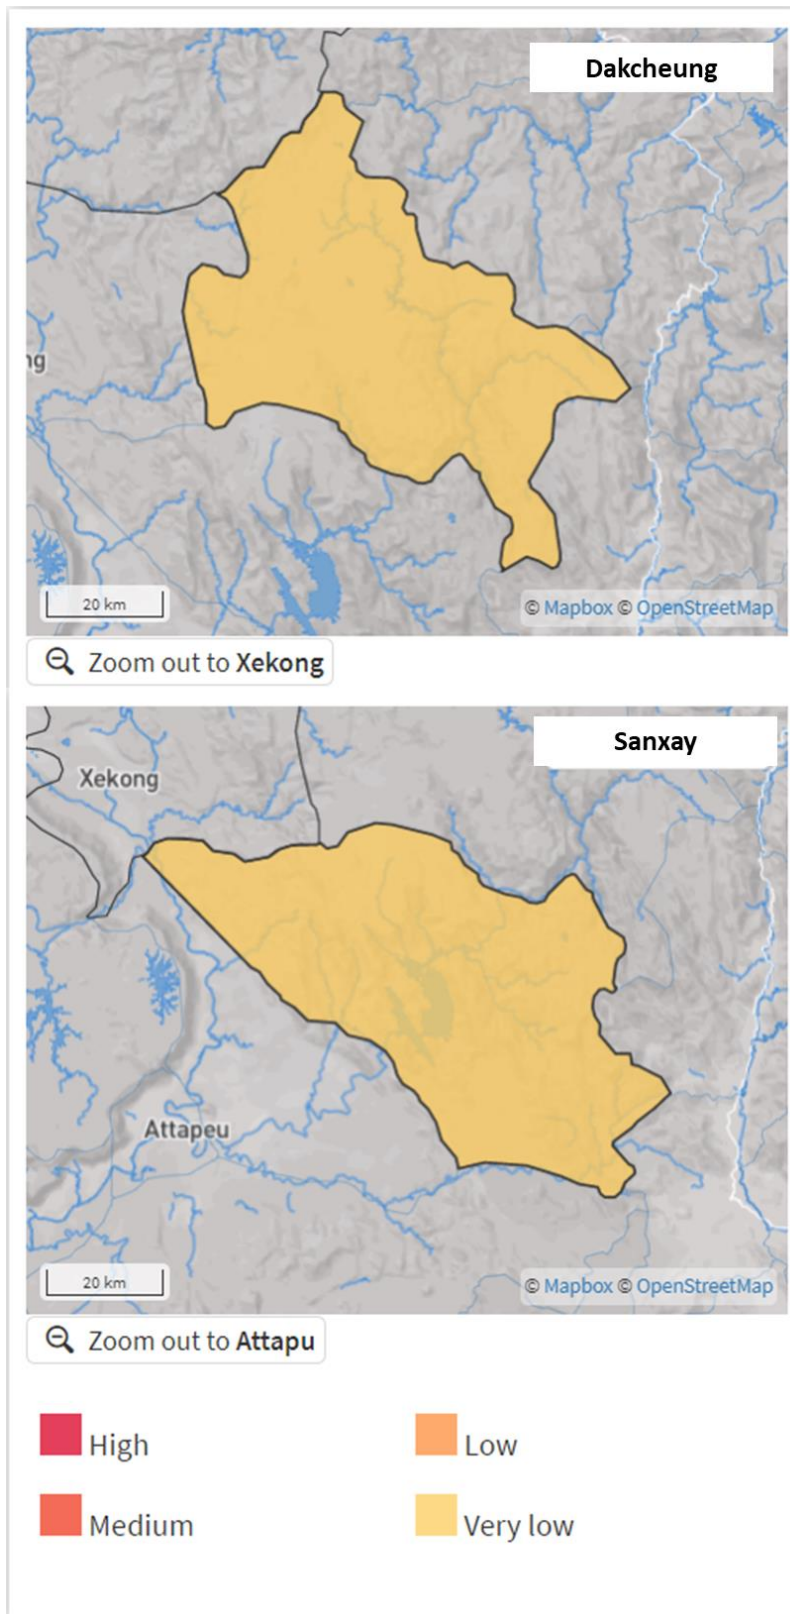 Dakcheung
ng
20 km
© Mapbox © OpenStreetMap
Zoom out to Xekong
Sanxay
Xekong
Attapeu
20 km
© Mapbox © OpenStreetMap
Zoom out to Attapu
High
Low
Medium
Very low